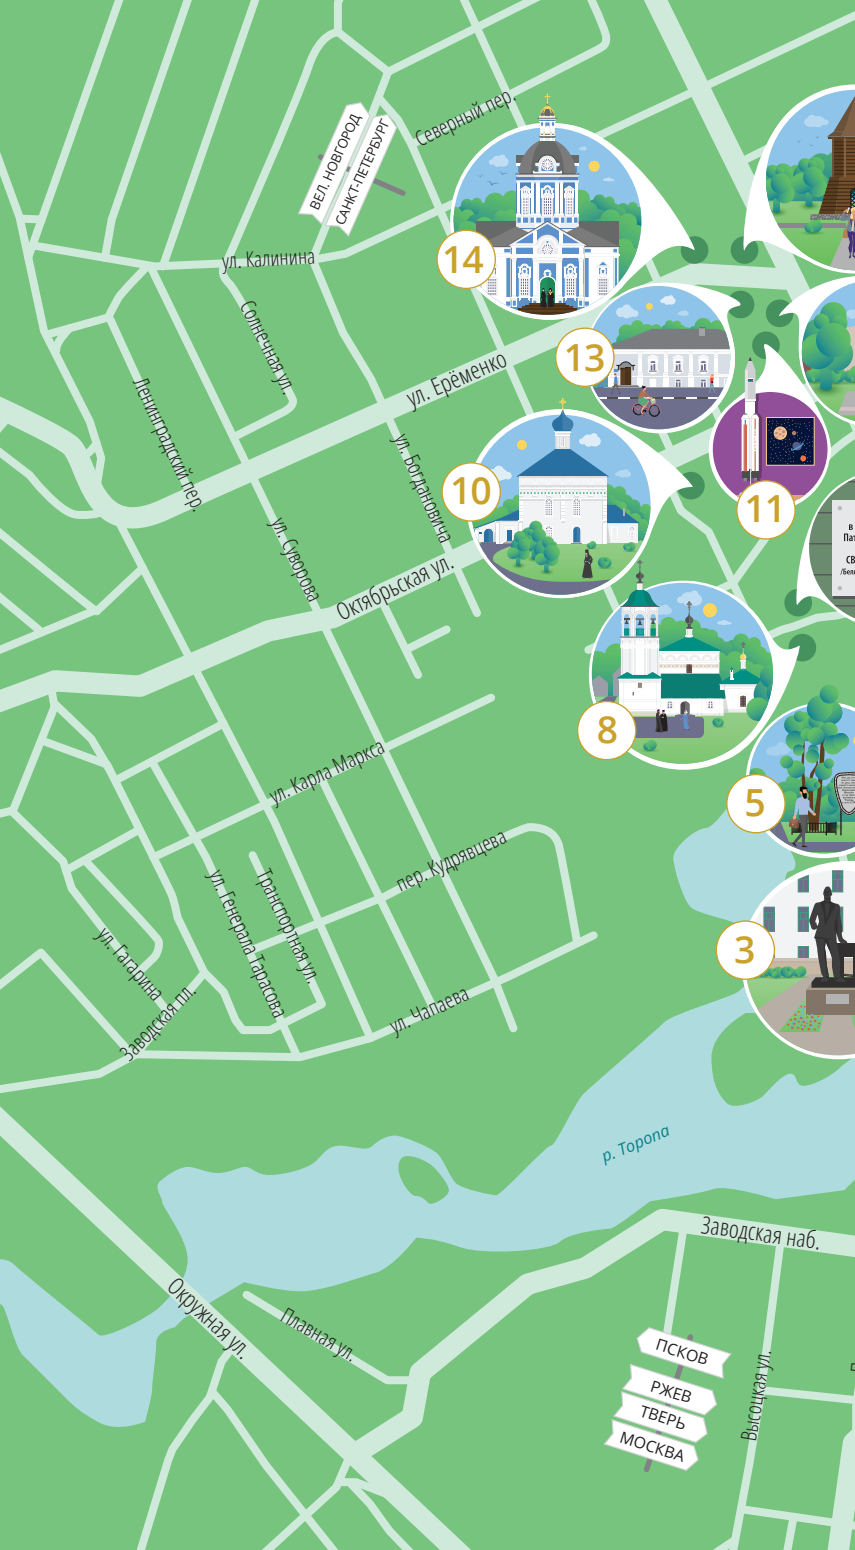 Северный пер.
ВЕЛ. НОВГОРОД
САНКТ-ПЕТЕРБУРГ
14
ул. Калинина
Солнечная ул.
13
ул. Ерёменко
Ленинградский пер.
ул. Богдановича
10
11
ул. Суворова
Октябрьская ул.
8
ул. Карла Маркса
5
пер. Кудрявцева
ул. Генерала Тарасова
Транспортная ул.
3
ул. Гагарина
Заводская пл.
ул. Чапаева
р. Торопа
Заводская наб.
Окружная ул.
Плавная ул.
ПСКОВ
РЖЕВ
ТВЕРЬ
МОСКВА
Высоцкая ул.